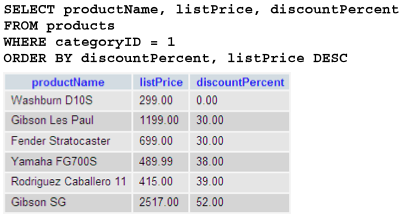 SELECT productName, listPrice, discountPercent
FROM products
WHERE categoryID = 1
ORDER BY discountPercent, listPrice DESC
productName listPrice discountPercent
Washburn D10S 299.00 0.00
Gibson Les Paul 1199.00 30.00
Fender Stratocaster 699.00 30.00
Yamaha FG700S 489.99 38.00
Rodriguez Caballero 11 415.00 39.00
Gibson SG 2517.00 52.00